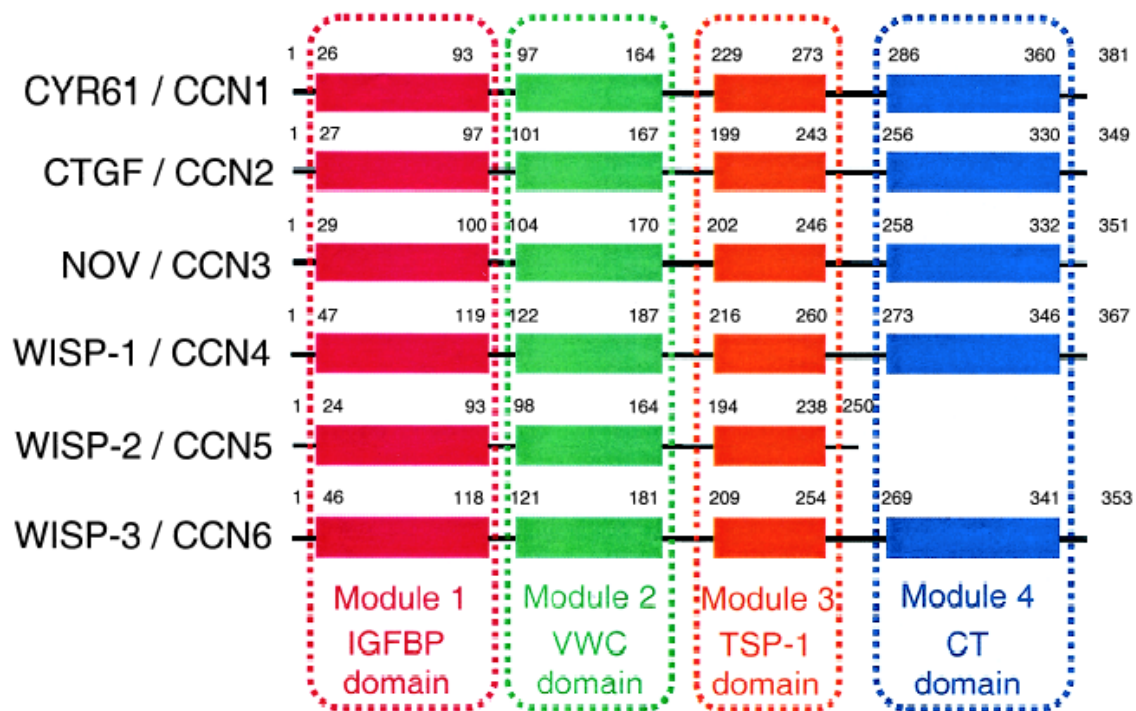 1 26 93 97 164 229 273 286 360 381
CYR61 / CCN1
1 27 97 101 167 199 243 256 330 349
CTGF / CCN2
1 29 100 104 170 202 246 258 332 351
NOV / CCN3
1 47 119 122 187 216 260 273 346 367
WISP-1 / CCN4
1 24 93 98 164 194 238 250
WISP-2 / CCN5
1 46 118 121 181 209 254 269 341 353
WISP-3 / CCN6
Module 1 Module 2 Module 3 Module 4
IGFBP VWC TSP-1 CT
domain domain domain domain